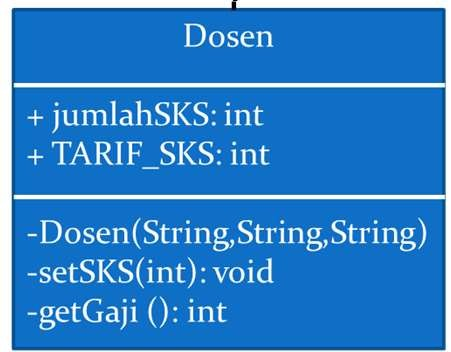 Dosen
+ jumlahSKS: int
+ TARIF_SKS: int
-Dosen(String,String,String)
-setSKS(int): void
-getGaji (): int